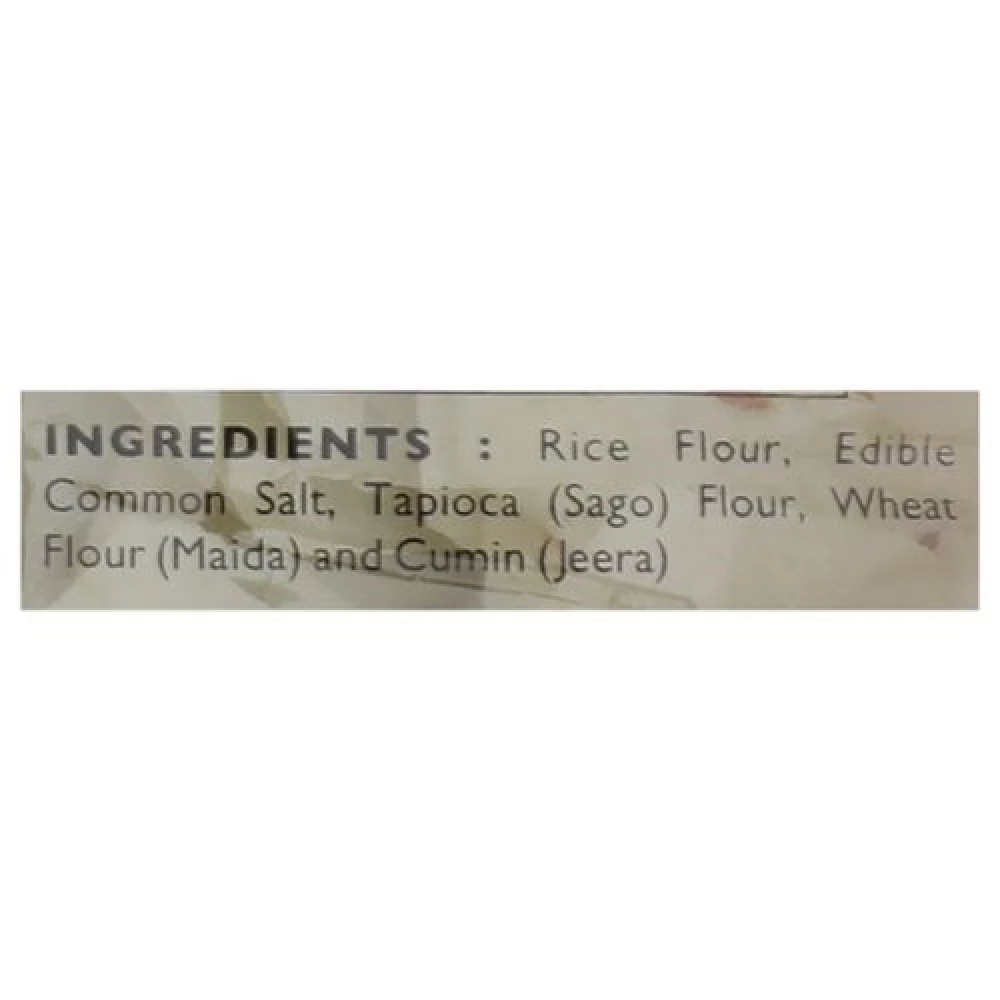 INGREDIENTS : Rice Flour, Edible
Common Salt, Tapioca (Sago) Flour, Wheat
Flour (Maida) and Cumin (Jeera)